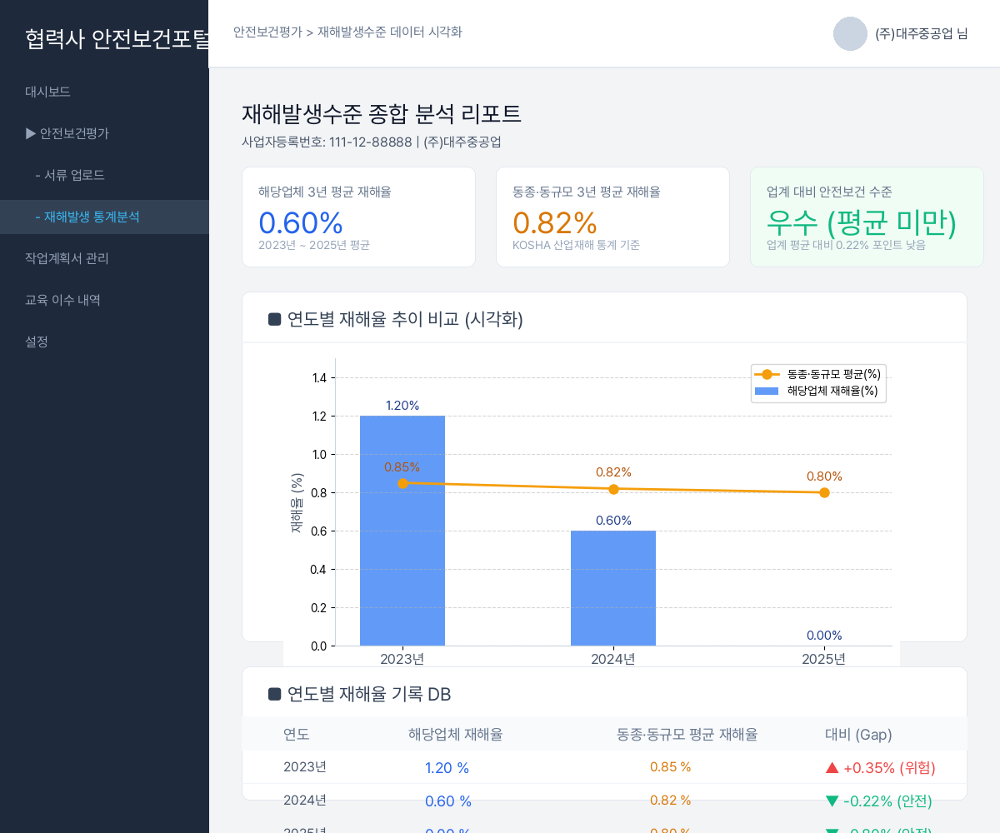 협력사 안전보건포털
안전보건평가 > 재해발생수준 데이터 시각화
(주)대주중공업 님
대시보드
▶ 안전보건평가
- 서류 업로드
- 재해발생 통계분석
작업계획서 관리
교육 이수 내역
설정
재해발생수준 종합 분석 리포트
사업자등록번호: 111-12-88888 | (주)대주중공업
해당업체 3년 평균 재해율
0.60%
2023년 ~ 2025년 평균
동종·동규모 3년 평균 재해율
0.82%
KOSHA 산업재해 통계 기준
업계 대비 안전보건 수준
우수 (평균 미만)
업계 평균 대비 0.22% 포인트 낮음
■ 연도별 재해율 추이 비교 (시각화)
동종·동규모 평균(%)
해당업체 재해율(%)
재해율 (%)
1.4
1.2
1.0
0.8
0.6
0.4
0.2
0.0
1.20%
0.85%
0.82%
0.60%
0.80%
0.00%
2023년 2024년 2025년
■ 연도별 재해율 기록 DB
연도 해당업체 재해율 동종·동규모 평균 재해율 대비 (Gap)
2023년 1.20 % 0.85 % ▲ +0.35% (위험)
2024년 0.60 % 0.82 % ▼ -0.22% (안전)
2025년 0.00 % 0.80 % ▼ -0.80% (안전)